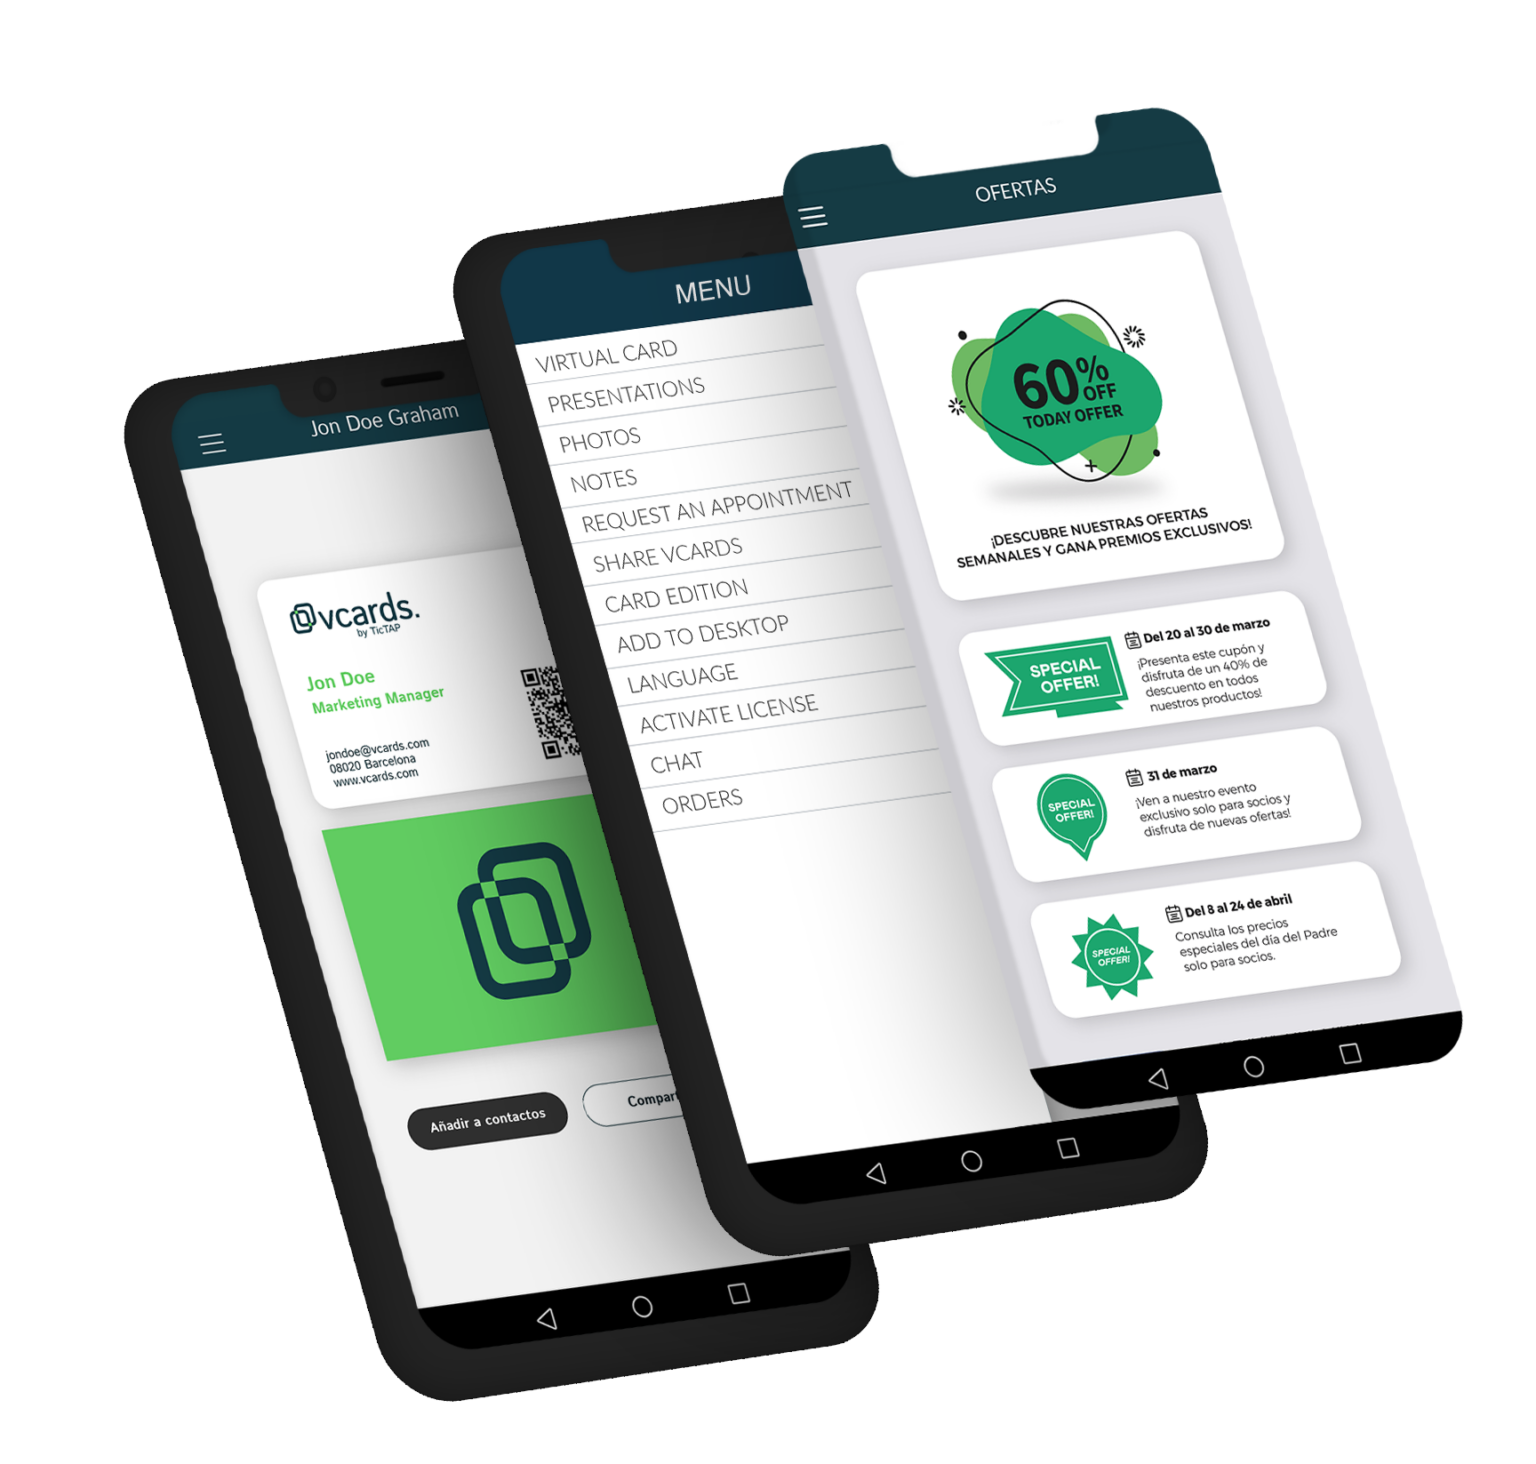 Jon Doe Graham
vcards.
by TicTAP
Jon Doe
Marketing Manager
jondoe@vcards.com
08020 Barcelona
www.vcards.com
Añadir a contactos
MENU
VIRTUAL CARD
PRESENTATIONS
PHOTOS
NOTES
REQUEST AN APPOINTMENT
SHARE VCARDS
CARD EDITION
ADD TO DESKTOP
LANGUAGE
ACTIVATE LICENSE
CHAT
ORDERS
OFERTAS
60% OFF
TODAY OFFER
¡DESCUBRE NUESTRAS OFERTAS
SEMANALES Y GANA PREMIOS EXCLUSIVOS!
SPECIAL
OFFER!
Del 20 al 30 de marzo
¡Presenta este cupón y
disfruta de un 40% de
descuento en todos
nuestros productos!
SPECIAL
OFFER!
31 de marzo
¡Ven a nuestro evento
exclusivo solo para socios y
disfruta de nuevas ofertas!
SPECIAL
OFFER!
Del 8 al 24 de abril
Consulta los precios
especiales del día del Padre
solo para socios.